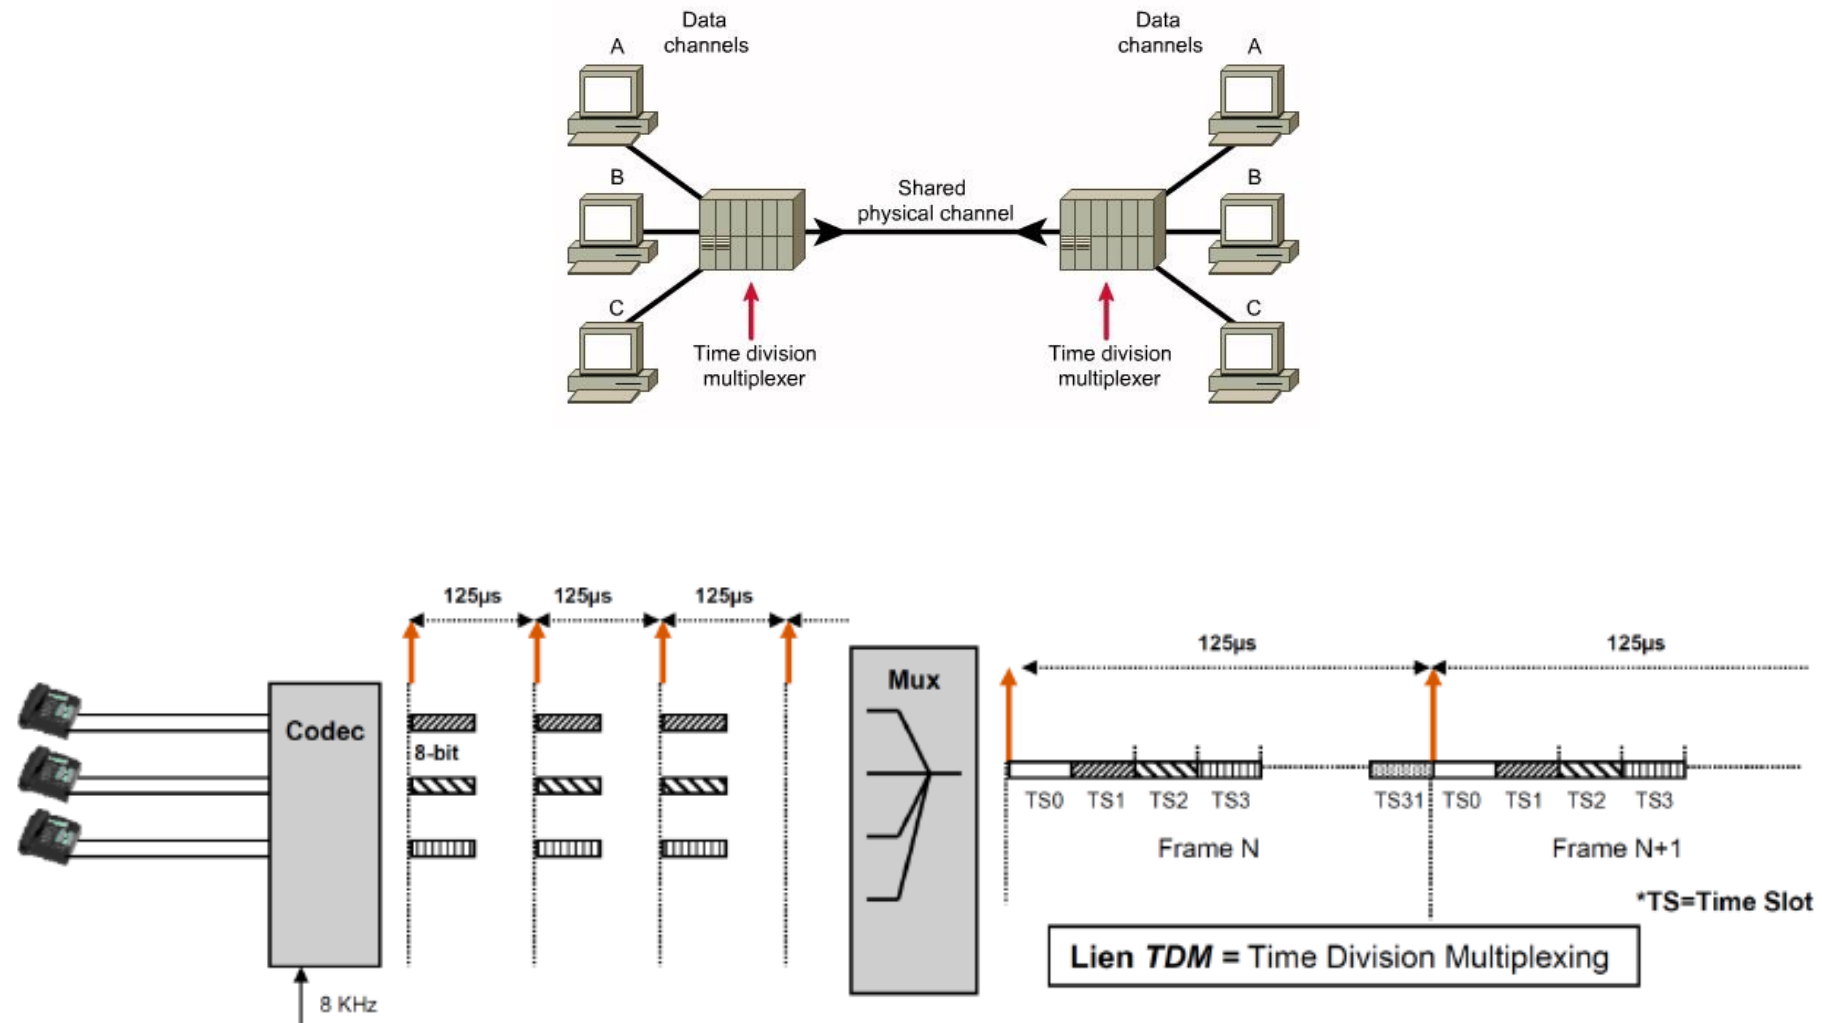 Data
channels
Data
channels
A
A
B
B
Shared
physical channel
C
C
Time division
multiplexer
Time division
multiplexer
125µs
125µs
125µs
125µs
125µs
Mux
Codec
8-bit
TS0
TS1
TS2
TS3
TS31
TS0
TS1
TS2
TS3
Frame N
Frame N+1
*TS=Time Slot
Lien TDM = Time Division Multiplexing
8 KHz